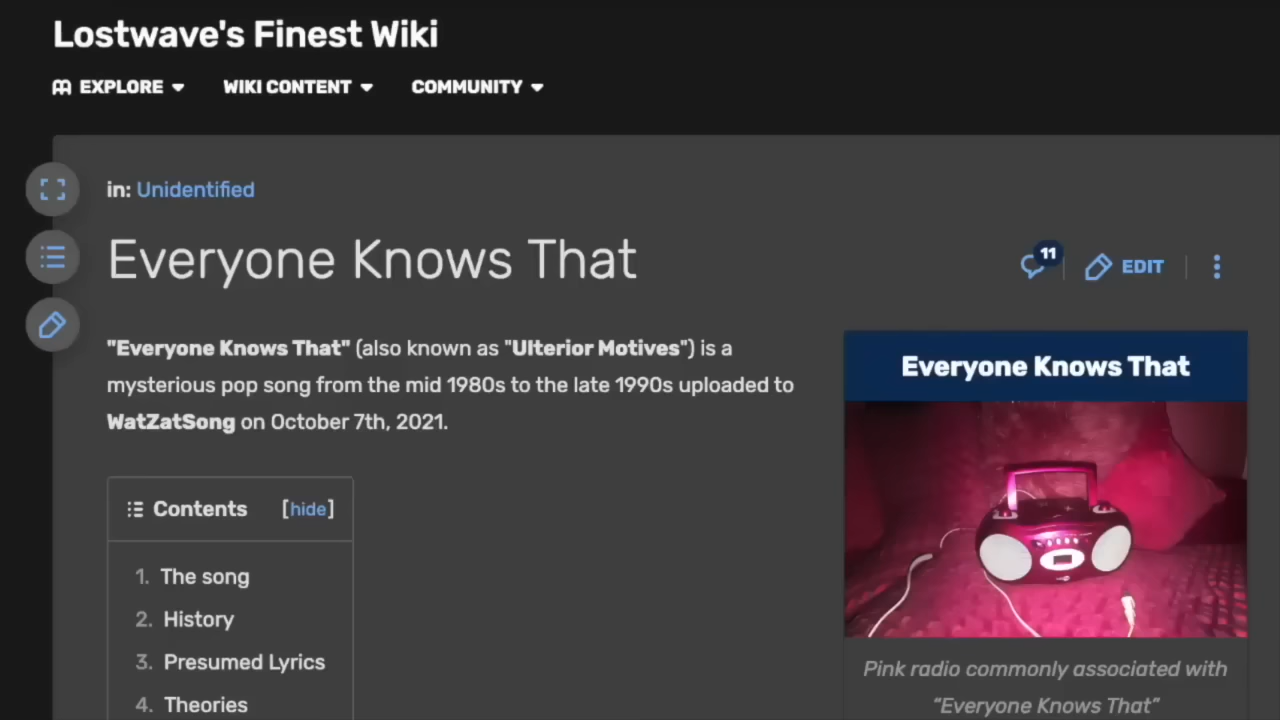 Lostwave's Finest Wiki
EXPLORE WIKI CONTENT COMMUNITY
in: Unidentified
Everyone Knows That
11
EDIT
"Everyone Knows That" (also known as "Ulterior Motives") is a
mysterious pop song from the mid 1980s to the late 1990s uploaded to
WatZatSong on October 7th, 2021.
Contents [hide]
1. The song
2. History
3. Presumed Lyrics
4. Theories
Everyone Knows That
Pink radio commonly associated with
“Everyone Knows That”